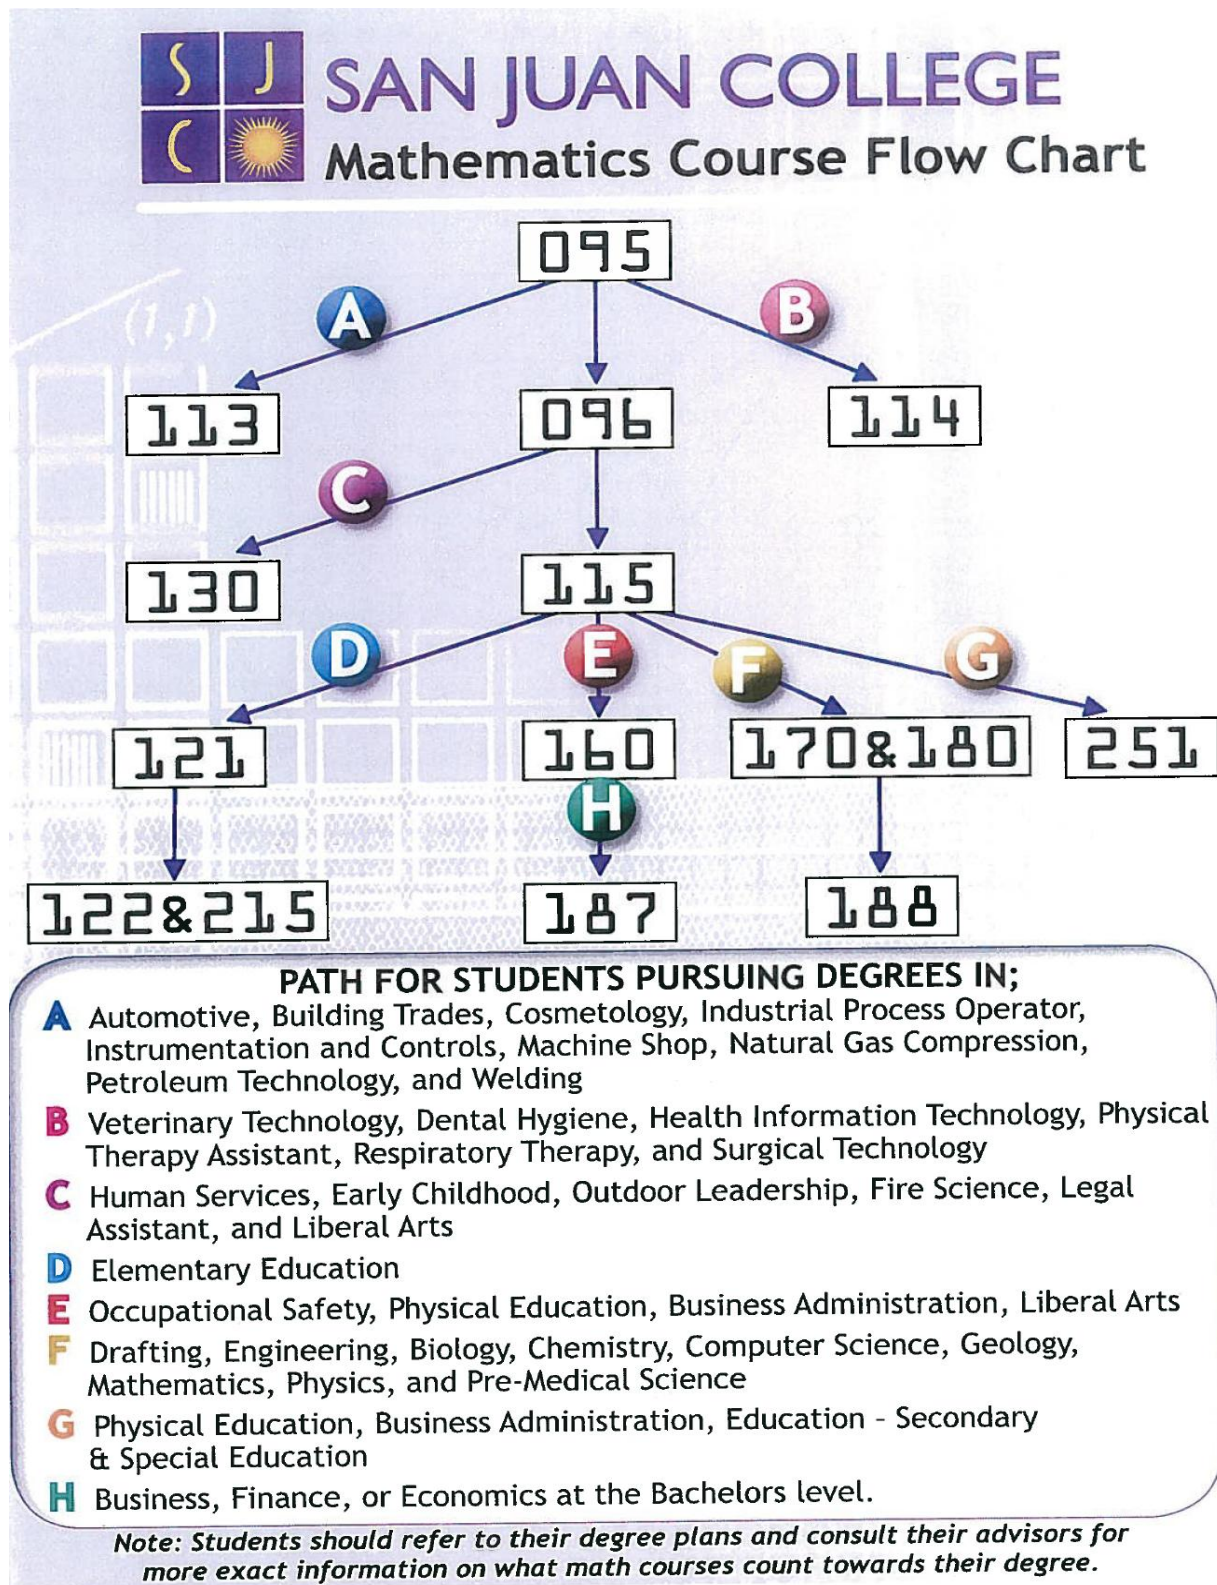 S J
C
SAN JUAN COLLEGE
Mathematics Course Flow Chart
095
(1,1)
A
B
113
096
114
C
130
115
D
E
F
G
121
160
170&180
251
H
122&215
187
188
PATH FOR STUDENTS PURSUING DEGREES IN;
A Automotive, Building Trades, Cosmetology, Industrial Process Operator,
Instrumentation and Controls, Machine Shop, Natural Gas Compression,
Petroleum Technology, and Welding
B Veterinary Technology, Dental Hygiene, Health Information Technology, Physical
Therapy Assistant, Respiratory Therapy, and Surgical Technology
C Human Services, Early Childhood, Outdoor Leadership, Fire Science, Legal
Assistant, and Liberal Arts
D Elementary Education
E Occupational Safety, Physical Education, Business Administration, Liberal Arts
F Drafting, Engineering, Biology, Chemistry, Computer Science, Geology,
Mathematics, Physics, and Pre-Medical Science
G Physical Education, Business Administration, Education - Secondary
& Special Education
H Business, Finance, or Economics at the Bachelors level.
Note: Students should refer to their degree plans and consult their advisors for
more exact information on what math courses count towards their degree.